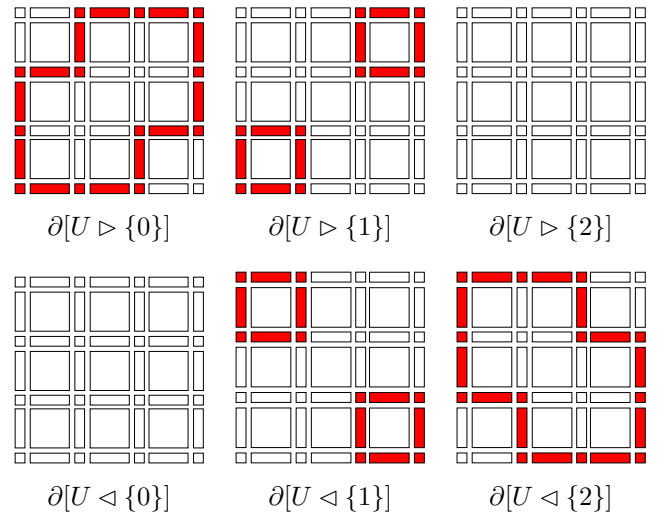 ∂[U ▷ {0}] ∂[U ▷ {1}] ∂[U ▷ {2}]
∂[U ◁ {0}] ∂[U ◁ {1}] ∂[U ◁ {2}]